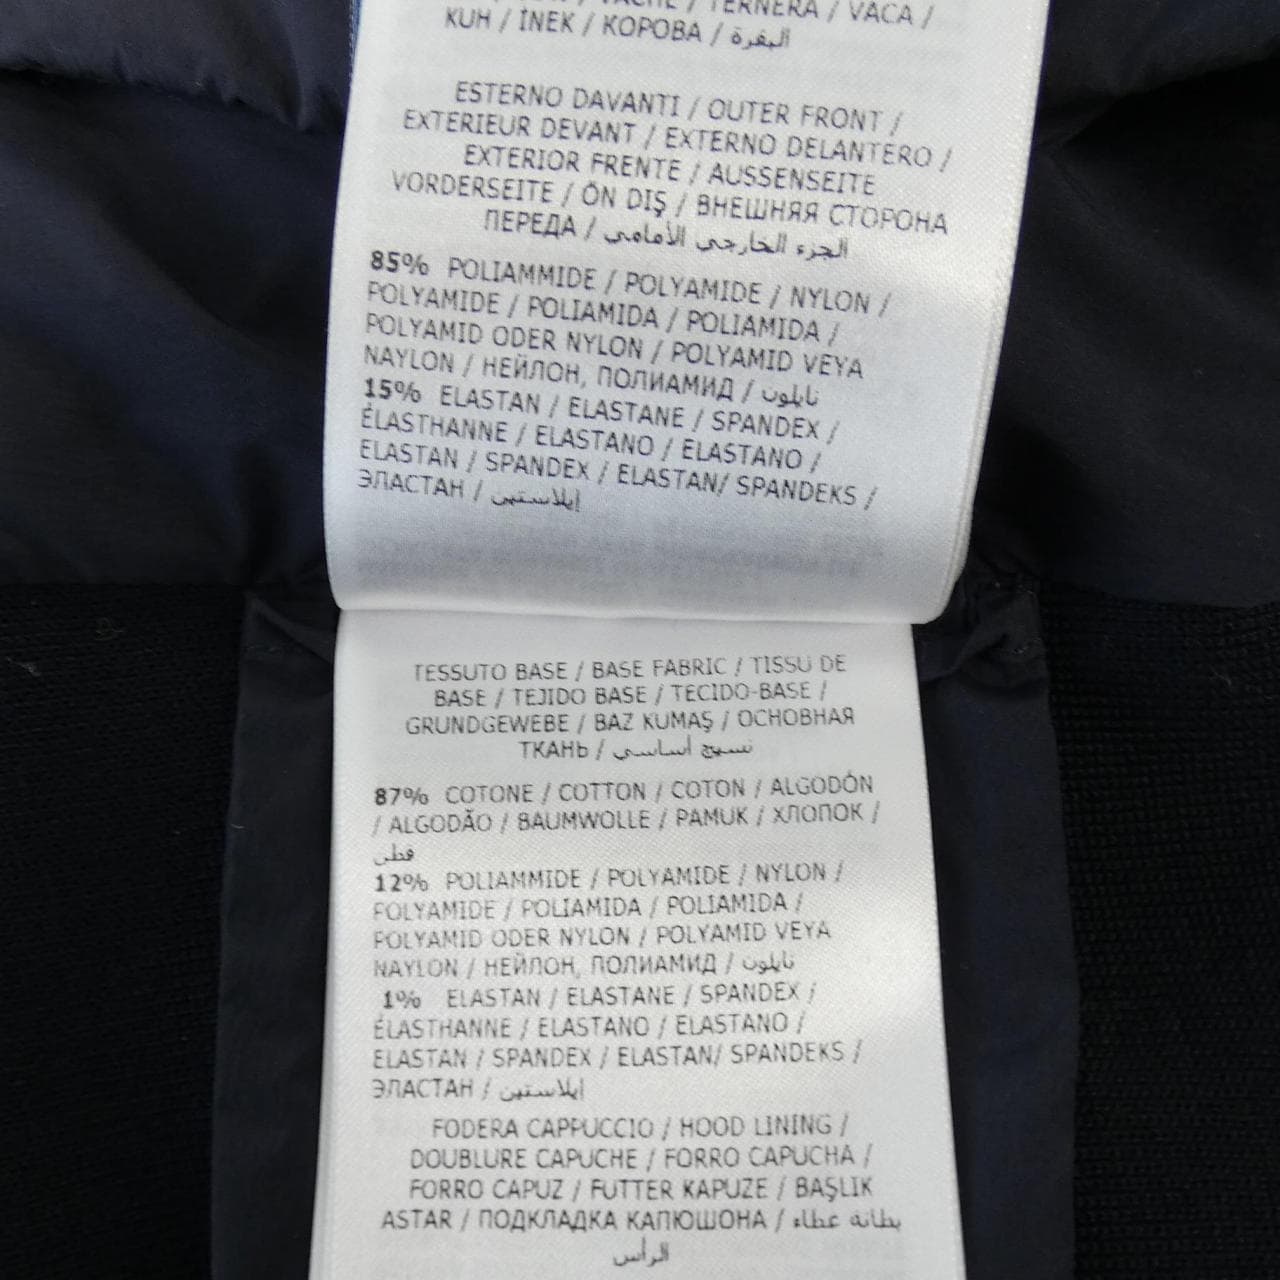 VACHE / TERNERA / VACA /
KUH / İNEK / КОРОВА / البقرة
ESTERNO DAVANTI / OUTER FRONT /
EXTERIEUR DEVANT / EXTERNO DELANTERO /
EXTERIOR FRENTE / AUSSENSEITE
VORDERSEITE / ÖN DIŞ / ВНЕШНЯЯ СТОРОНА
ПЕРЕДА / الجزء الخارجي الأمامي
85% POLIAMMIDE / POLYAMIDE / NYLON /
POLYAMIDE / POLIAMIDA / POLIAMIDA /
POLYAMID ODER NYLON / POLYAMID VEYA
NAYLON / НЕЙЛОН, ПОЛИАМИД / نايلون
15% ELASTAN / ELASTANE / SPANDEX /
ÉLASTHANNE / ELASTANO / ELASTANO /
ELASTAN / SPANDEX / ELASTAN/ SPANDEKS /
ЭЛАСТАН / إيلاستين
TESSUTO BASE / BASE FABRIC / TISSU DE
BASE / TEJIDO BASE / TECIDO-BASE /
GRUNDGEWEBE / BAZ KUMAŞ / ОСНОВНАЯ
ТКАНЬ / نسيج أساسي
87% COTONE / COTTON / COTON / ALGODÓN
/ ALGODÃO / BAUMWOLLE / PAMUK / ХЛОПОК /
قطن
12% POLIAMMIDE / POLYAMIDE / NYLON /
POLYAMIDE / POLIAMIDA / POLIAMIDA /
POLYAMID ODER NYLON / POLYAMID VEYA
NAYLON / НЕЙЛОН, ПОЛИАМИД / نايلون
1% ELASTAN / ELASTANE / SPANDEX /
ÉLASTHANNE / ELASTANO / ELASTANO /
ELASTAN / SPANDEX / ELASTAN/ SPANDEKS /
ЭЛАСТАН / إيلاستين
FODERA CAPPUCCIO / HOOD LINING /
DOUBLURE CAPUCHE / FORRO CAPUCHA /
FORRO CAPUZ / FUTTER KAPUZE / BAŞLIK
ASTAR / ПОДКЛАДКА КАПЮШОНА / بطانة غطاء
الرأس